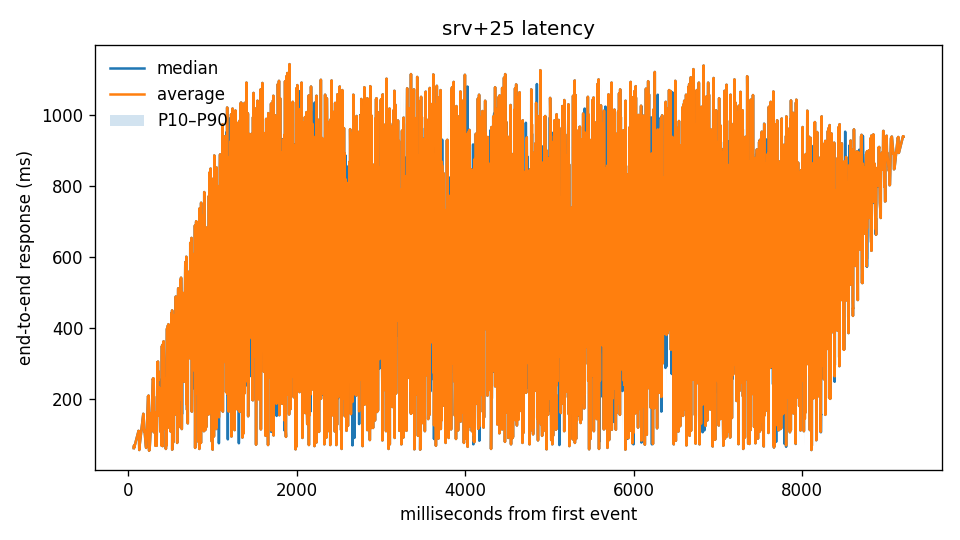 srv+25 latency
median
average
P10–P90
1000
800
600
400
200
end-to-end response (ms)
0
2000
4000
6000
8000
milliseconds from first event